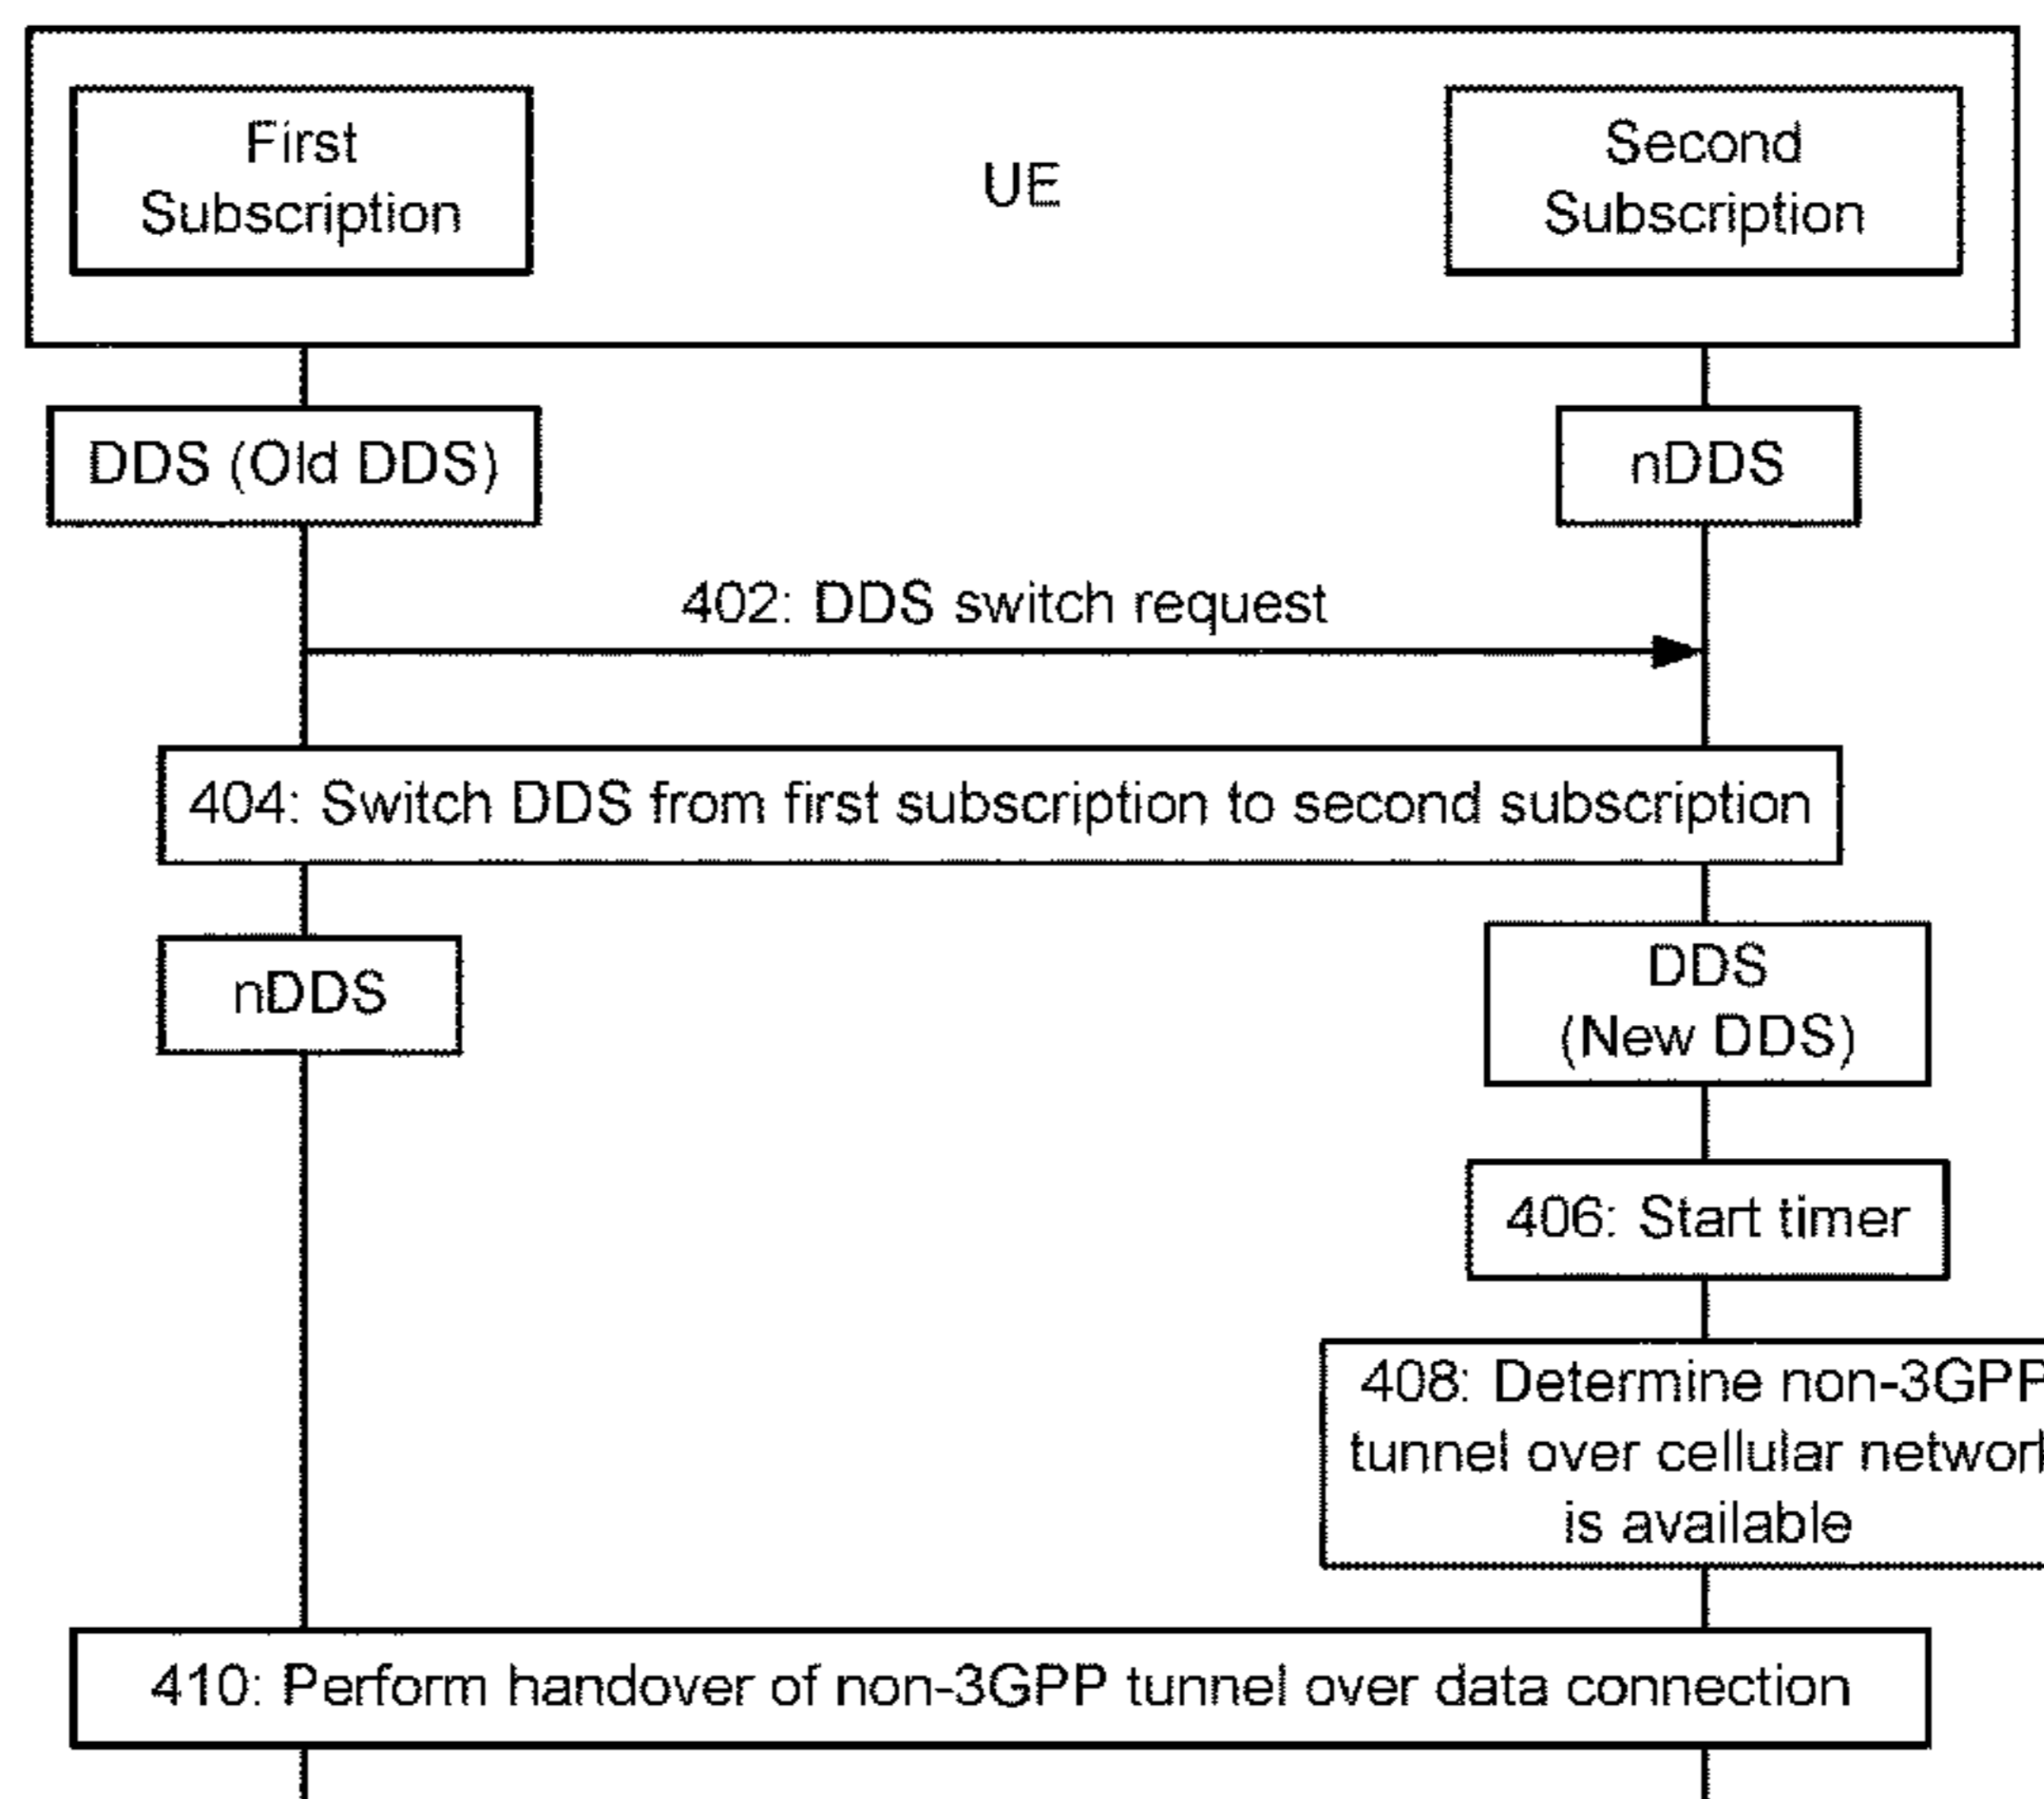 First
Subscription
UE
Second
Subscription
DDS (Old DDS)
nDDS
402: DDS switch request
404: Switch DDS from first subscription to second subscription
nDDS
DDS
(New DDS)
406: Start timer
408: Determine non-3GPP
tunnel over cellular network
is available
410: Perform handover of non-3GPP tunnel over data connection